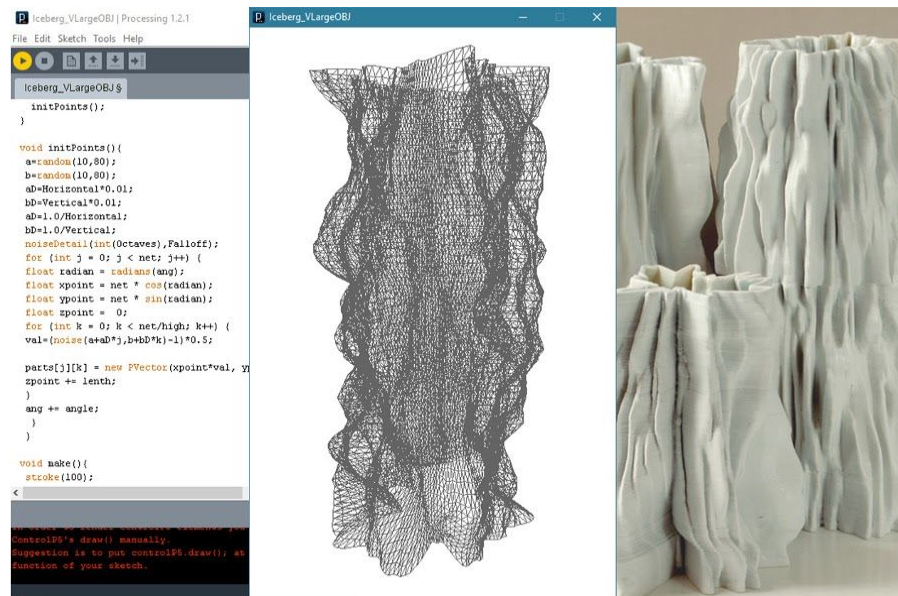 Iceberg_VLargeOBJ | Processing 1.2.1
File Edit Sketch Tools Help
Iceberg_VLargeOBJ §
initPoints();
}
void initPoints(){
a=random(10,80);
b=random(10,80);
aD=Horizontal*0.01;
bD=Vertical*0.01;
aD=1.0/Horizontal;
bD=1.0/Vertical;
noiseDetail(int(Octaves),Falloff);
for (int j = 0; j < net; j++) {
float radian = radians(ang);
float xpoint = net * cos(radian);
float ypoint = net * sin(radian);
float zpoint = 0;
for (int k = 0; k < net/high; k++) {
val=(noise(a+aD*j,b+bD*k)-1)*0.5;
parts[j][k] = new PVector(xpoint*val,
zpoint += lenth;
}
ang += angle;
}
}
void make(){
stroke(100);
ControlP5's draw() manually.
Suggestion is to put controlP5.draw(); at
function of your sketch.
Iceberg_VLargeOBJ